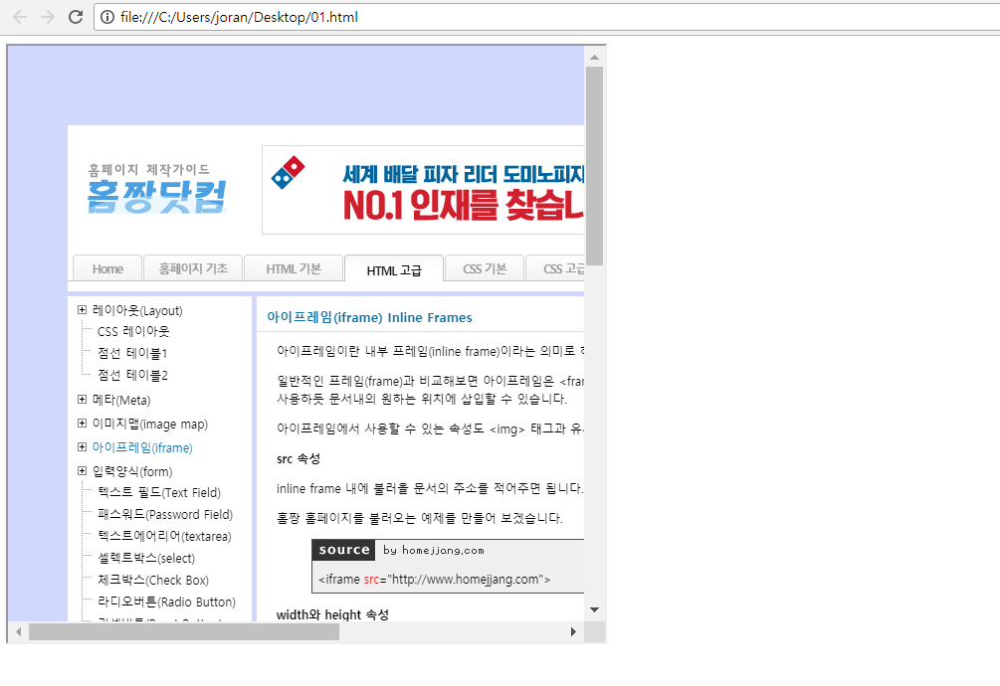 file:///C:/Users/joran/Desktop/01.html
홈페이지 제작가이드
홈짱닷컴
세계 배달 피자 리더 도미노피자
NO.1 인재를 찾습
Home
홈페이지 기초
HTML 기본
HTML 고급
CSS 기본
CSS 고급
레이아웃(Layout)
CSS 레이아웃
점선 테이블1
점선 테이블2
메타(Meta)
이미지맵(image map)
아이프레임(iframe)
입력양식(form)
텍스트 필드(Text Field)
패스워드(Password Field)
텍스트에어리어(textarea)
셀렉트박스(select)
체크박스(Check Box)
라디오버튼(Radio Button)
아이프레임(iframe) Inline Frames
아이프레임이란 내부 프레임(inline frame)이라는 의미로
일반적인 프레임(frame)과 비교해보면 아이프레임은 <fra
사용하듯 문서내의 원하는 위치에 삽입할 수 있습니다.
아이프레임에서 사용할 수 있는 속성도 <img> 태그과 유
src 속성
inline frame 내에 불러올 문서의 주소를 적어주면 됩니다.
홈짱 홈페이지를 불러오는 예제를 만들어 보겠습니다.
source by homejjang.com
<iframe src="http://www.homejjang.com">
width와 height 속성